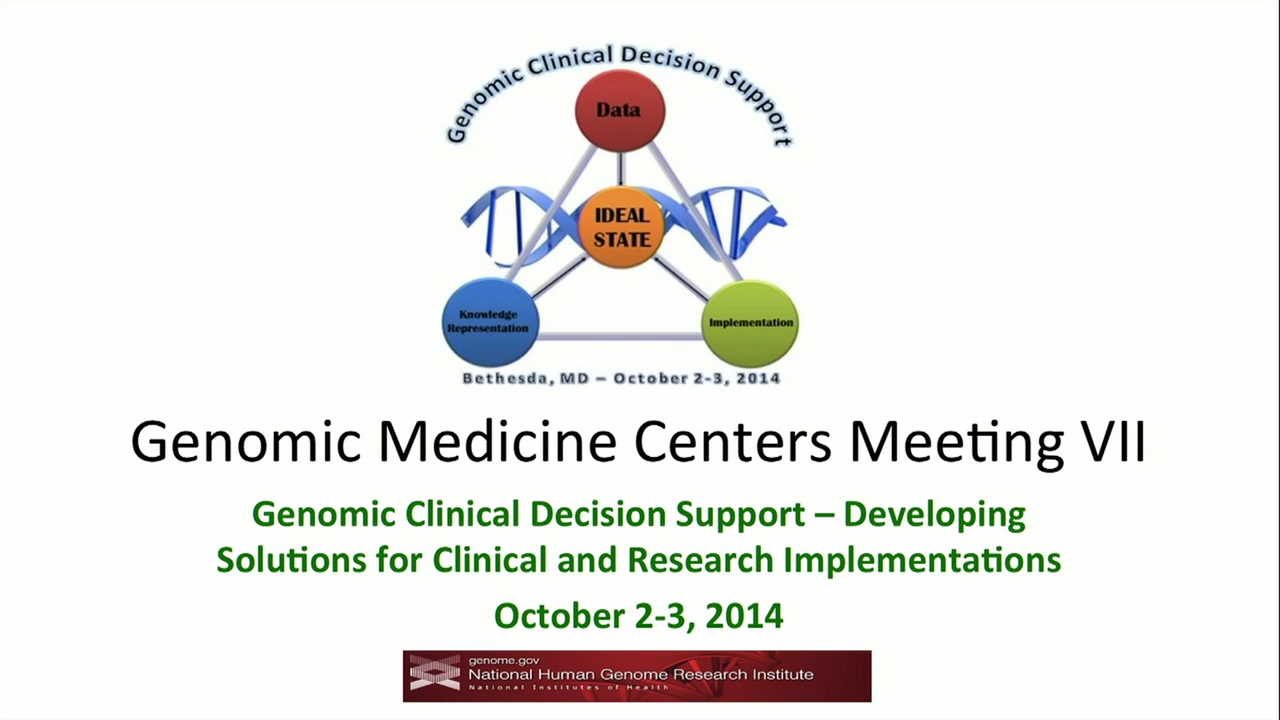 Genomic Clinical Decision Support
Data
IDEAL
STATE
Knowledge
Representation
Implementation
Bethesda, MD – October 2-3, 2014
Genomic Medicine Centers Meeting VII
Genomic Clinical Decision Support – Developing
Solutions for Clinical and Research Implementations
October 2-3, 2014
genome.gov
National Human Genome Research Institute
National Institutes of Health